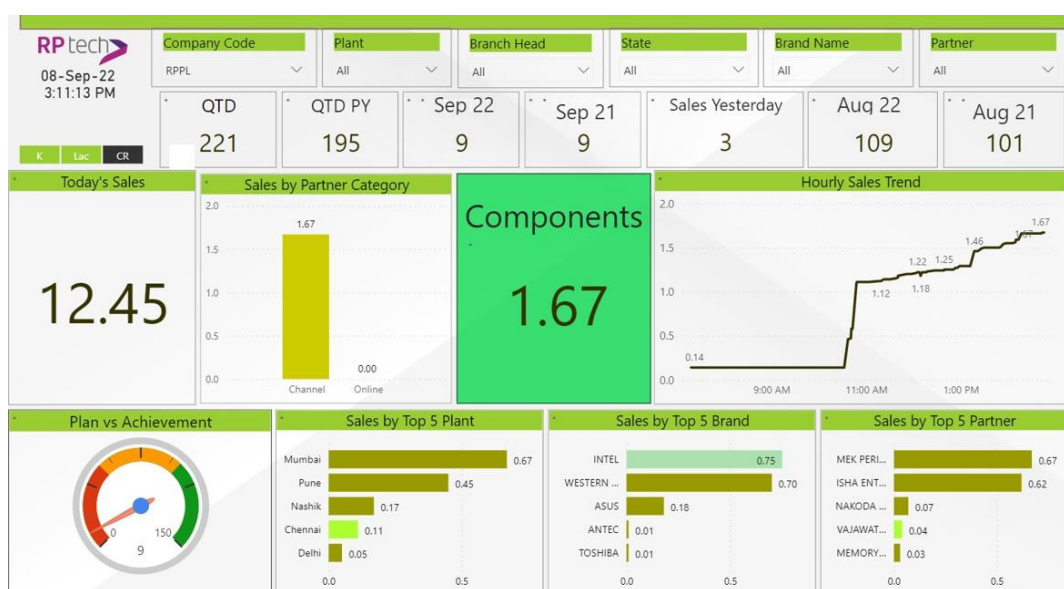 RP tech
08-Sep-22
3:11:13 PM
K Lac CR
Company Code
RPPL
Plant
All
Branch Head
All
State
All
Brand Name
All
Partner
All
QTD
221
QTD PY
195
Sep 22
9
Sep 21
9
Sales Yesterday
3
Aug 22
109
Aug 21
101
Today's Sales
12.45
Sales by Partner Category
2.0
1.5
1.0
0.5
0.0
1.67
0.00
Channel Online
Components
1.67
Hourly Sales Trend
2.0
1.5
1.0
0.5
0.0
0.14
1.12
1.22
1.18
1.25
1.46
1.67
1.67
9:00 AM 11:00 AM 1:00 PM
Plan vs Achievement
0 150
9
Sales by Top 5 Plant
Mumbai 0.67
Pune 0.45
Nashik 0.17
Chennai 0.11
Delhi 0.05
0.0 0.5
Sales by Top 5 Brand
INTEL 0.75
WESTERN ... 0.70
ASUS 0.18
ANTEC 0.01
TOSHIBA 0.01
0.0 0.5
Sales by Top 5 Partner
MEK PERI... 0.67
ISHA ENT... 0.62
NAKODA ... 0.07
VAJAWAT... 0.04
MEMORY... 0.03
0.0 0.5